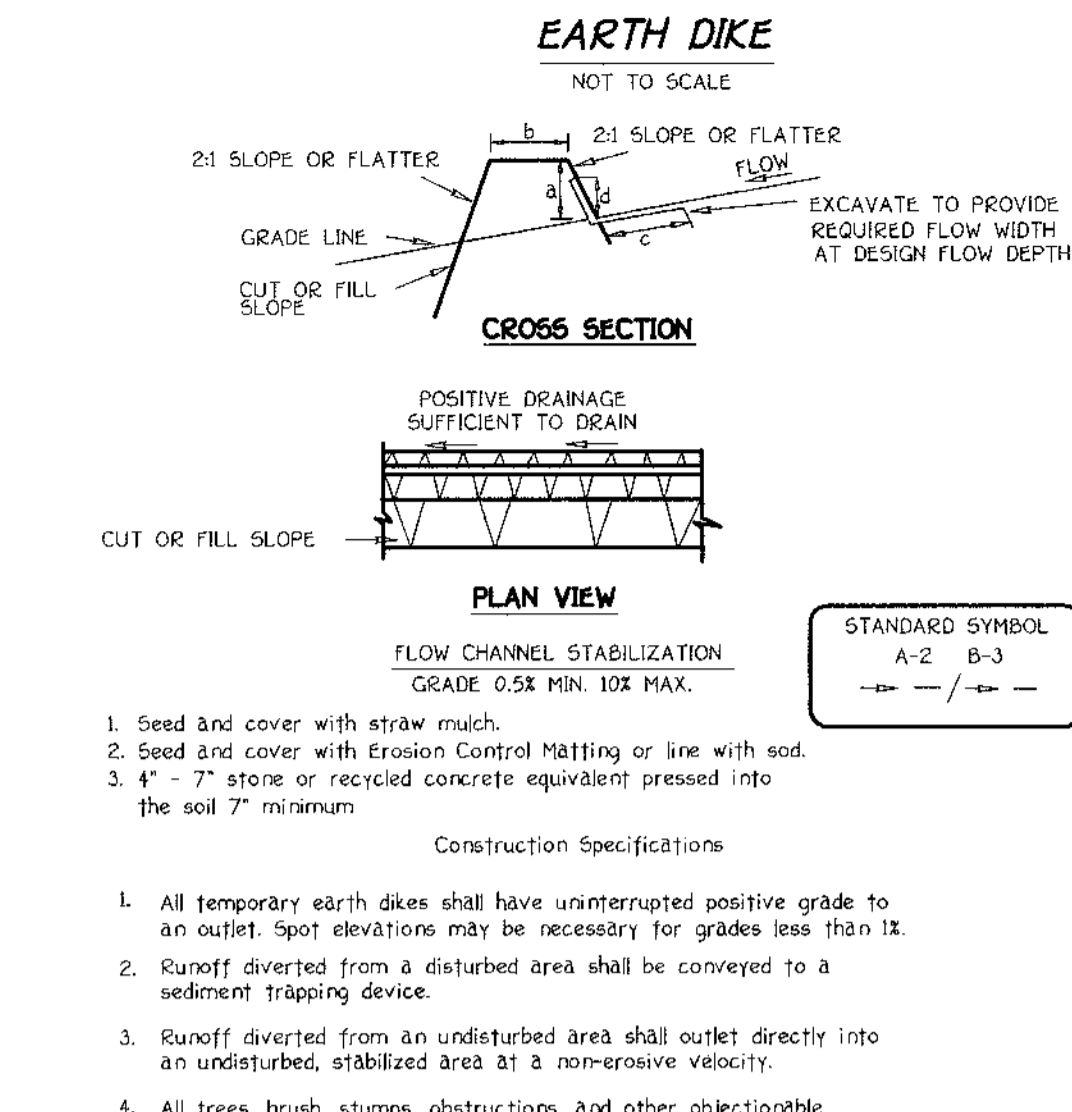 EARTH DIKE
NOT TO SCALE
b
2:1 SLOPE OR FLATTER
2:1 SLOPE OR FLATTER
FLOW
a
d
EXCAVATE TO PROVIDE
REQUIRED FLOW WIDTH
AT DESIGN FLOW DEPTH
GRADE LINE
c
CUT OR FILL
SLOPE
CROSS SECTION
POSITIVE DRAINAGE
SUFFICIENT TO DRAIN
CUT OR FILL SLOPE
PLAN VIEW
STANDARD SYMBOL
A-2 B-3
FLOW CHANNEL STABILIZATION
GRADE 0.5% MIN. 10% MAX.
1. Seed and cover with straw mulch.
2. Seed and cover with Erosion Control Matting or line with sod.
3. 4" - 7" stone or recycled concrete equivalent pressed into
the soil 7" minimum
Construction Specifications
1. All temporary earth dikes shall have uninterrupted positive grade to
an outlet. Spot elevations may be necessary for grades less than 1%.
2. Runoff diverted from a disturbed area shall be conveyed to a
sediment trapping device.
3. Runoff diverted from an undisturbed area shall outlet directly into
an undisturbed, stabilized area at a non-erosive velocity.
4. All trees, brush, stumps, obstructions, and other objectionable